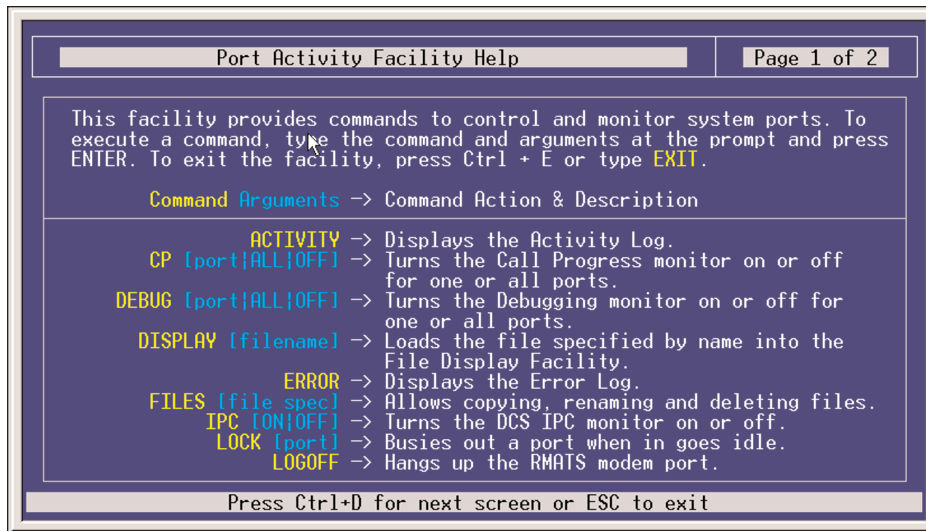 Port Activity Facility Help
Page 1 of 2
This facility provides commands to control and monitor system ports. To
execute a command, type the command and arguments at the prompt and press
ENTER. To exit the facility, press Ctrl + E or type EXIT.
Command Arguments -> Command Action & Description
ACTIVITY -> Displays the Activity Log.
CP [port|ALL|OFF] -> Turns the Call Progress monitor on or off
for one or all ports.
DEBUG [port|ALL|OFF] -> Turns the Debugging monitor on or off for
one or all ports.
DISPLAY [filename] -> Loads the file specified by name into the
File Display Facility.
ERROR -> Displays the Error Log.
FILES [file spec] -> Allows copying, renaming and deleting files.
IPC [ON|OFF] -> Turns the DCS IPC monitor on or off.
LOCK [port] -> Busies out a port when in goes idle.
LOGOFF -> Hangs up the RMATS modem port.
Press Ctrl+D for next screen or ESC to exit